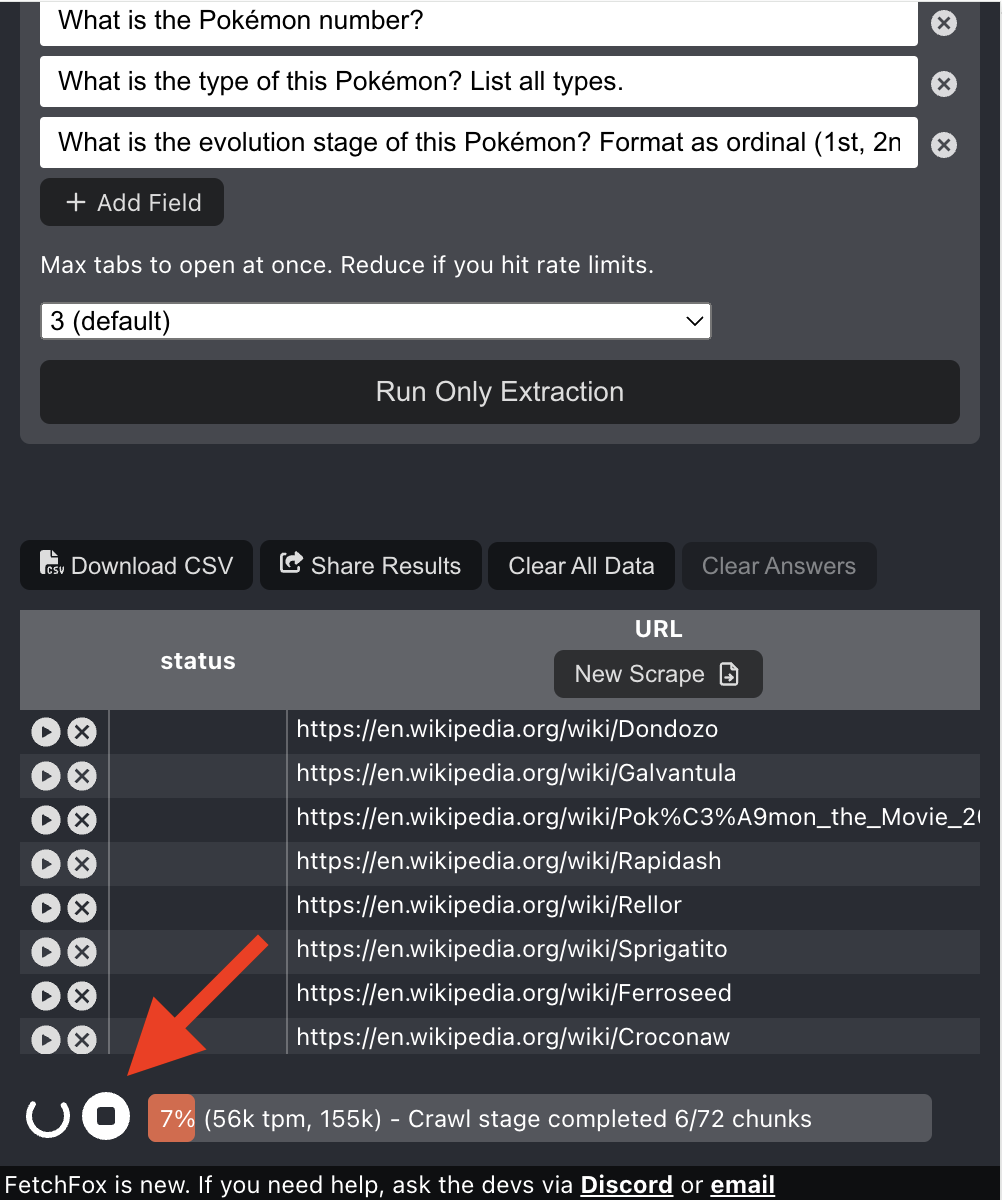 What is the Pokémon number?
What is the type of this Pokémon? List all types.
What is the evolution stage of this Pokémon? Format as ordinal (1st, 2n
+ Add Field
Max tabs to open at once. Reduce if you hit rate limits.
3 (default)
Run Only Extraction
Download CSV Share Results Clear All Data Clear Answers
status
URL
New Scrape
https://en.wikipedia.org/wiki/Dondozo
https://en.wikipedia.org/wiki/Galvantula
https://en.wikipedia.org/wiki/Pok%C3%A9mon_the_Movie_20
https://en.wikipedia.org/wiki/Rapidash
https://en.wikipedia.org/wiki/Rellor
https://en.wikipedia.org/wiki/Sprigatito
https://en.wikipedia.org/wiki/Ferroseed
https://en.wikipedia.org/wiki/Croconaw
7% (56k tpm, 155k) - Crawl stage completed 6/72 chunks
FetchFox is new. If you need help, ask the devs via Discord or email